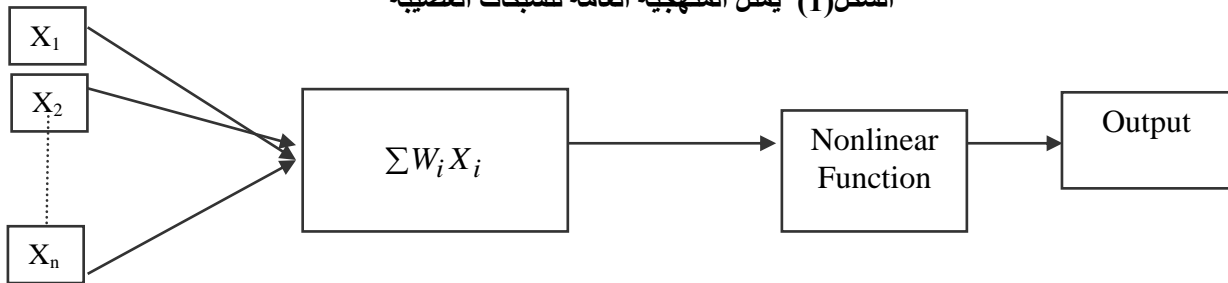 الشكل(1) يمثل المنهجية العامة للشبكات العصبية
X₁
X₂
Xₙ
∑WᵢXᵢ
Nonlinear
Function
Output